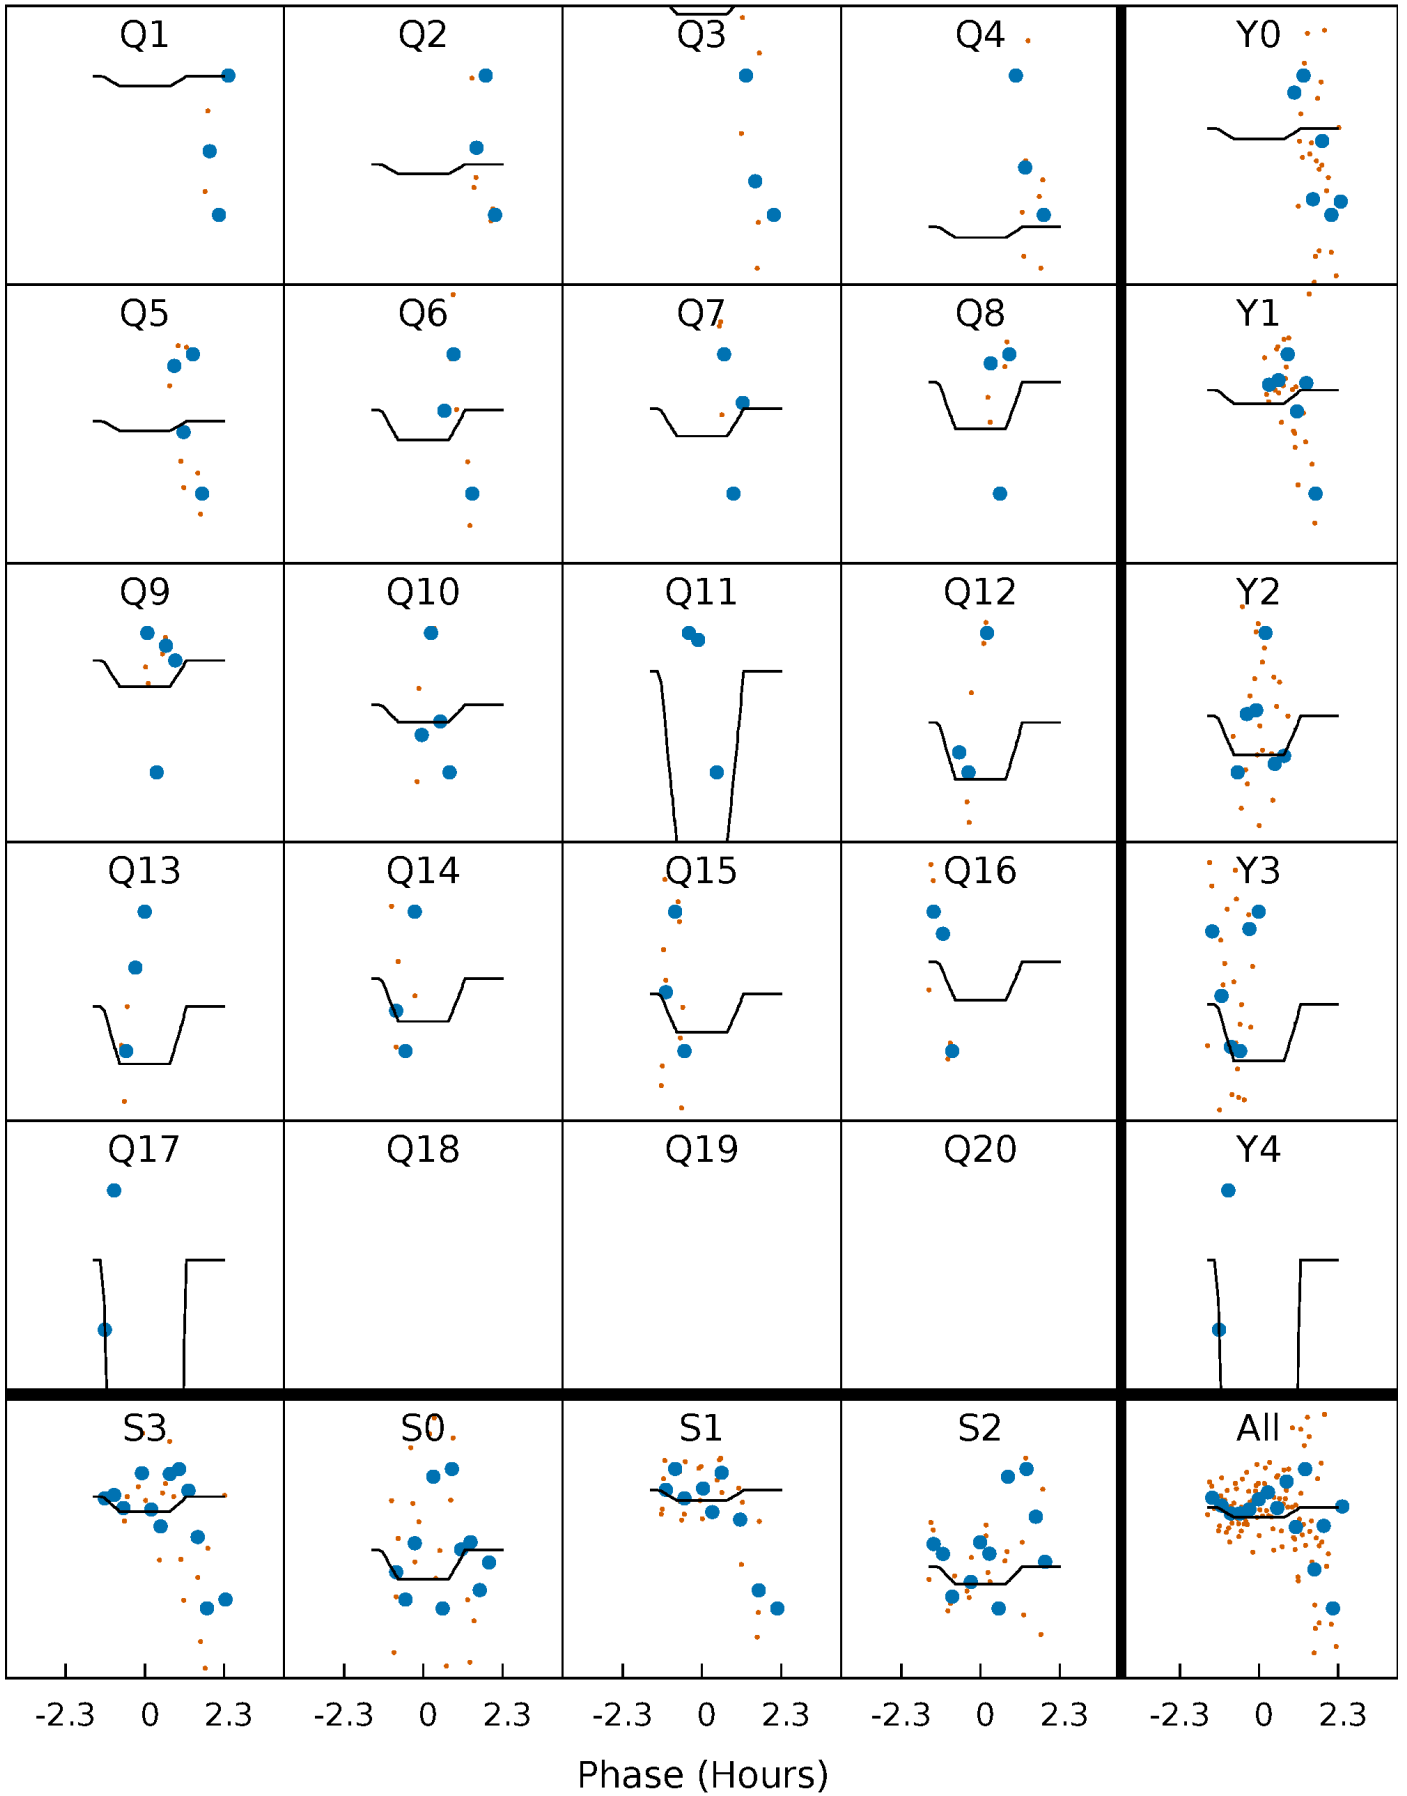 Q1 Q2 Q3 Q4 Y0
Q5 Q6 Q7 Q8 Y1
Q9 Q10 Q11 Q12 Y2
Q13 Q14 Q15 Q16 Y3
Q17 Q18 Q19 Q20 Y4
S3 S0 S1 S2 All
-2.3 0 2.3 -2.3 0 2.3 -2.3 0 2.3 -2.3 0 2.3 -2.3 0 2.3
Phase (Hours)